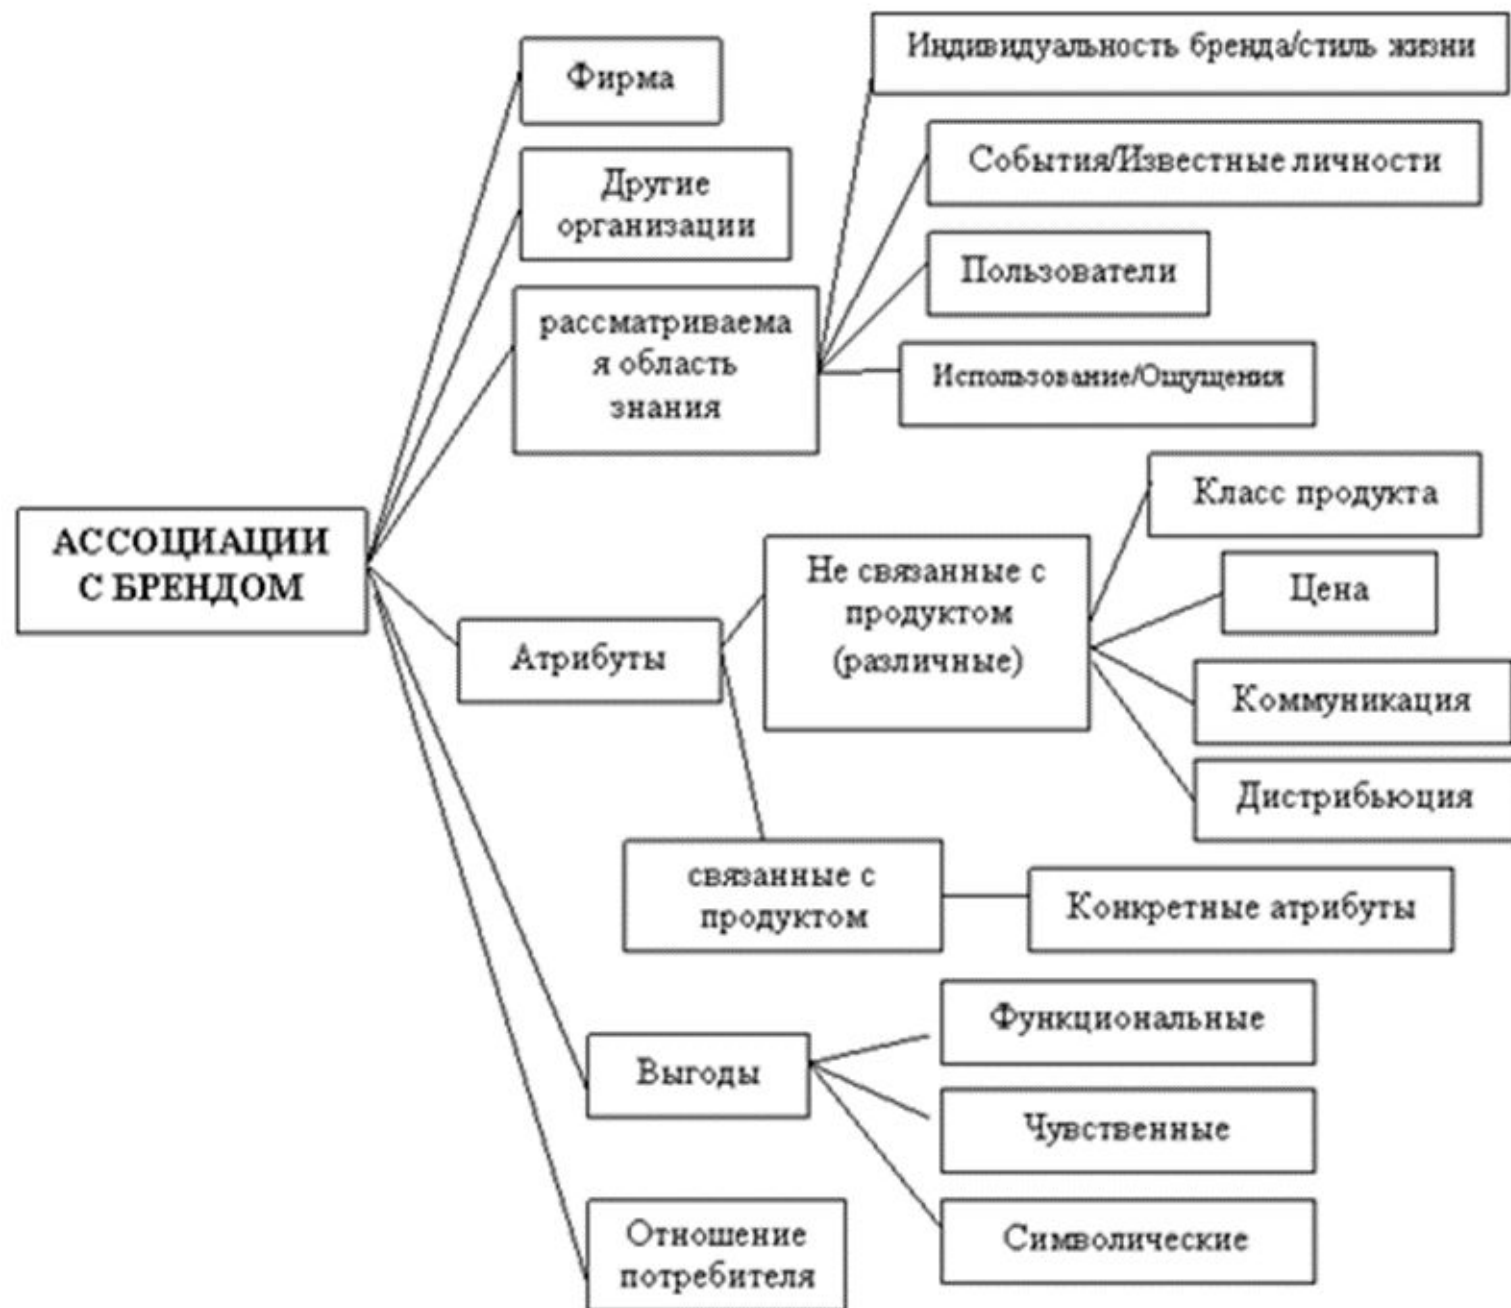 Фирма
Другие
организации
рассматриваема
я область
знания
Индивидуальность бренда/стиль жизни
События/Известные личности
Пользователи
Использование/Ощущения
АССОЦИАЦИИ
С БРЕНДОМ
Атрибуты
Не связанные с
продуктом
(различные)
Класс продукта
Цена
Коммуникация
Дистрибьюция
связанные с
продуктом
Конкретные атрибуты
Выгоды
Функциональные
Чувственные
Символические
Отношение
потребителя